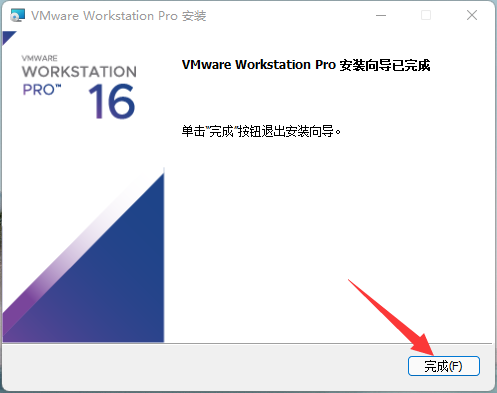 VMware Workstation Pro 安装
VMWARE
WORKSTATION
PRO™
16
VMware Workstation Pro 安装向导已完成
单击"完成"按钮退出安装向导。
完成(F)